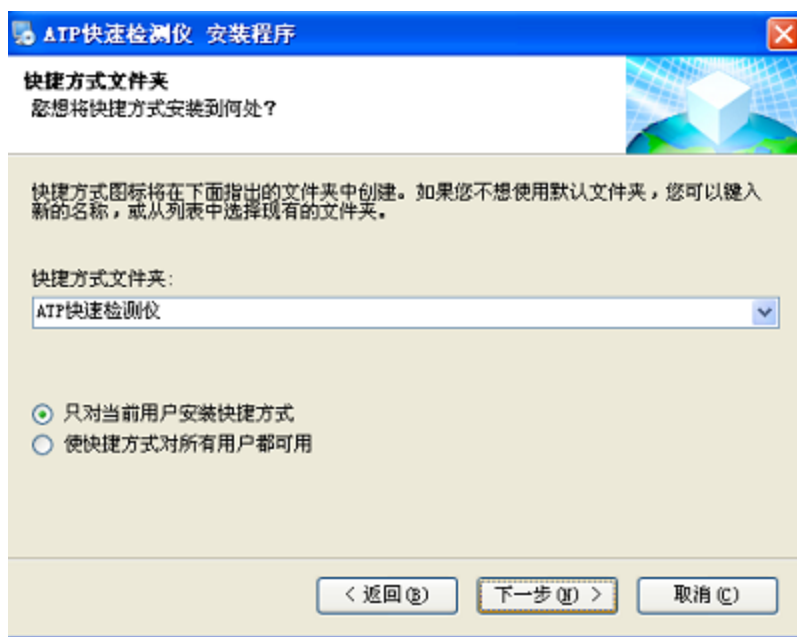 ATP快速检测仪 安装程序
快捷方式文件夹
您想将快捷方式安装到何处?
快捷方式图标将在下面指出的文件夹中创建。如果您不想使用默认文件夹,您可以键入
新的名称,或从列表中选择现有的文件夹。
快捷方式文件夹:
ATP快速检测仪
只对当前用户安装快捷方式
使快捷方式对所有用户都可用
< 返回(B) 下一步(N) > 取消(C)